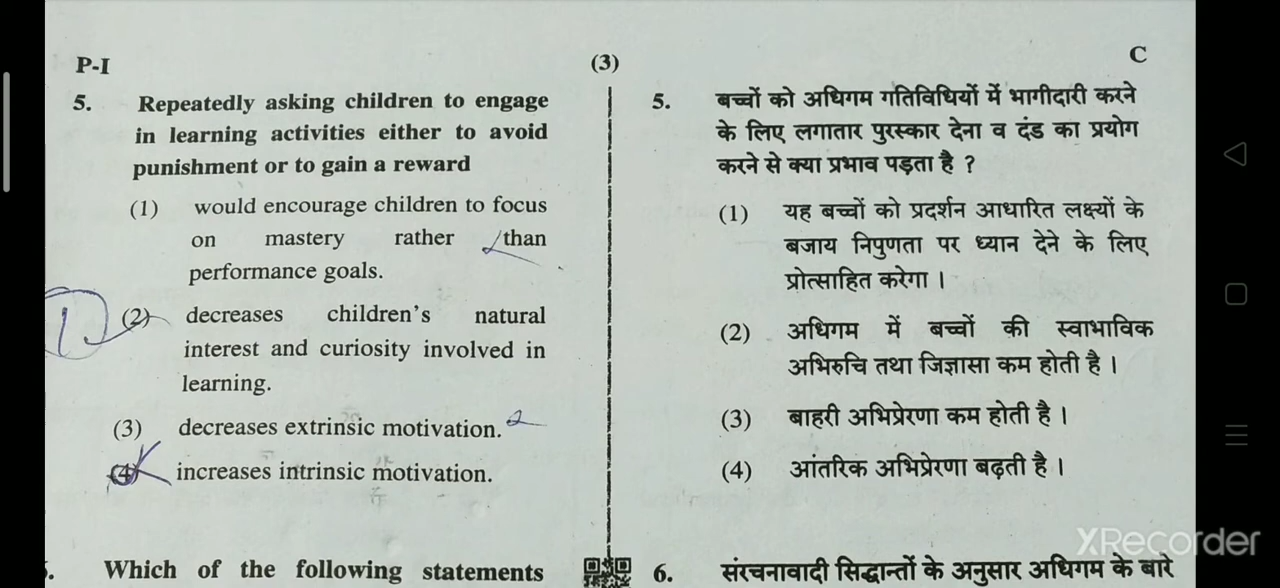 P-I
(3)
C
5. Repeatedly asking children to engage
in learning activities either to avoid
punishment or to gain a reward
(1) would encourage children to focus
on mastery rather than
performance goals.
(2) decreases children's natural
interest and curiosity involved in
learning.
(3) decreases extrinsic motivation.
(4) increases intrinsic motivation.
Which of the following statements
5. बच्चों को अधिगम गतिविधियों में भागीदारी करने
के लिए लगातार पुरस्कार देना व दंड का प्रयोग
करने से क्या प्रभाव पड़ता है ?
(1) यह बच्चों को प्रदर्शन आधारित लक्ष्यों के
बजाय निपुणता पर ध्यान देने के लिए
प्रोत्साहित करेगा ।
(2) अधिगम में बच्चों की स्वाभाविक
अभिरुचि तथा जिज्ञासा कम होती है ।
(3) बाहरी अभिप्रेरणा कम होती है ।
(4) आंतरिक अभिप्रेरणा बढ़ती है ।
6. संरचनावादी सिद्धान्तों के अनुसार अधिगम के बारे
XRecorder